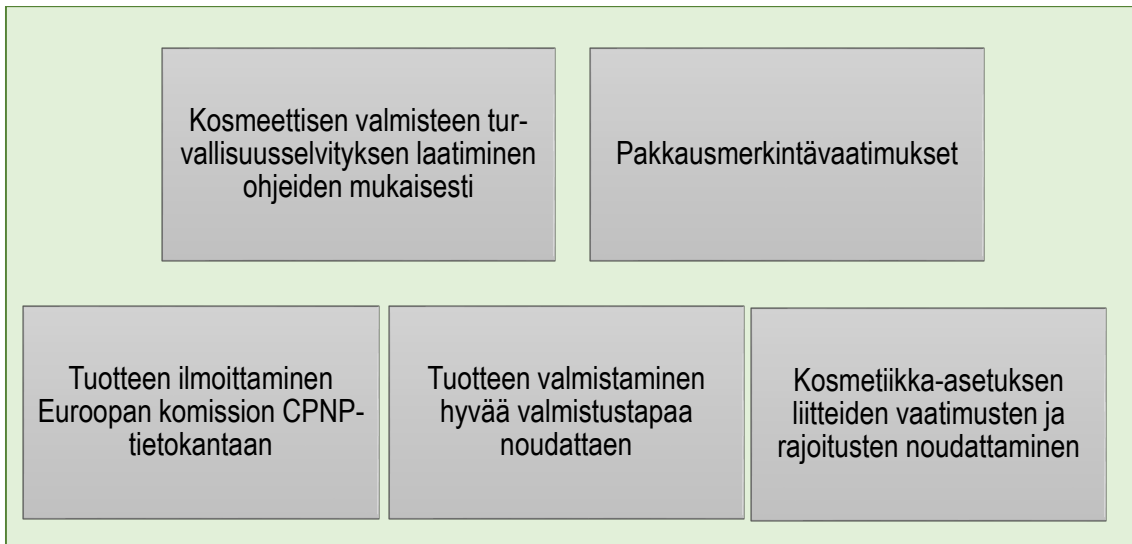 Kosmeettisen valmisteen tur-
vallisuusselvityksen laatiminen
ohjeiden mukaisesti
Pakkausmerkintävaatimukset
Tuotteen ilmoittaminen
Euroopan komission CPNP-
tietokantaan
Tuotteen valmistaminen
hyvää valmistustapaa
noudattaen
Kosmetiikka-asetuksen
liitteiden vaatimusten ja
rajoitusten noudattaminen